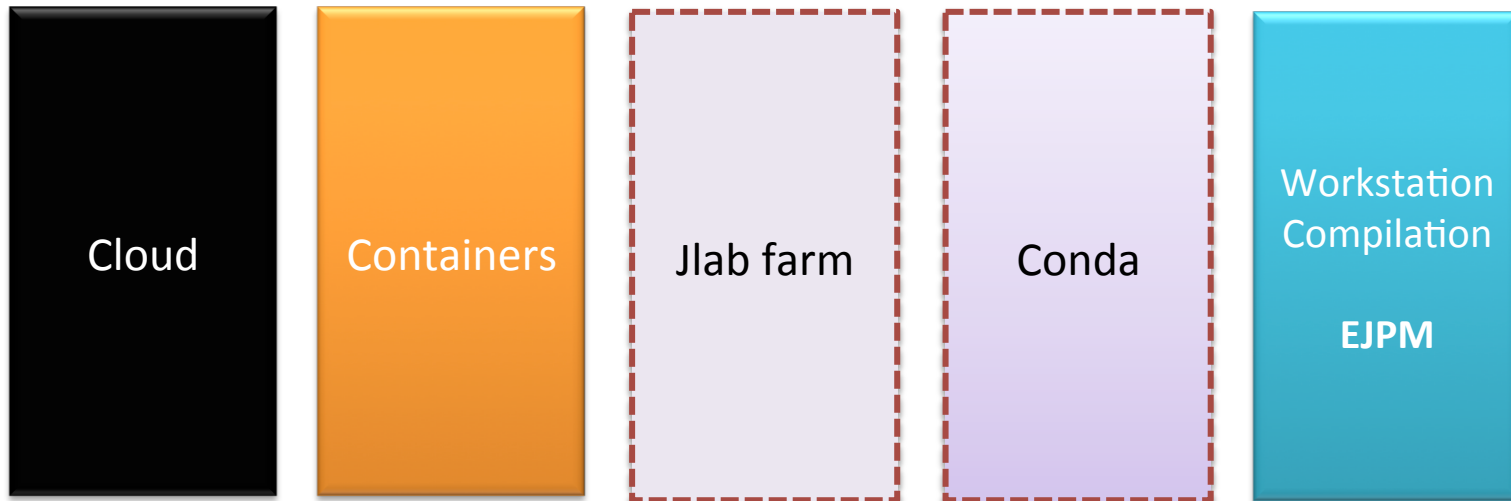 Cloud
Containers
Jlab farm
Conda
Workstation
Compilation
EJPM